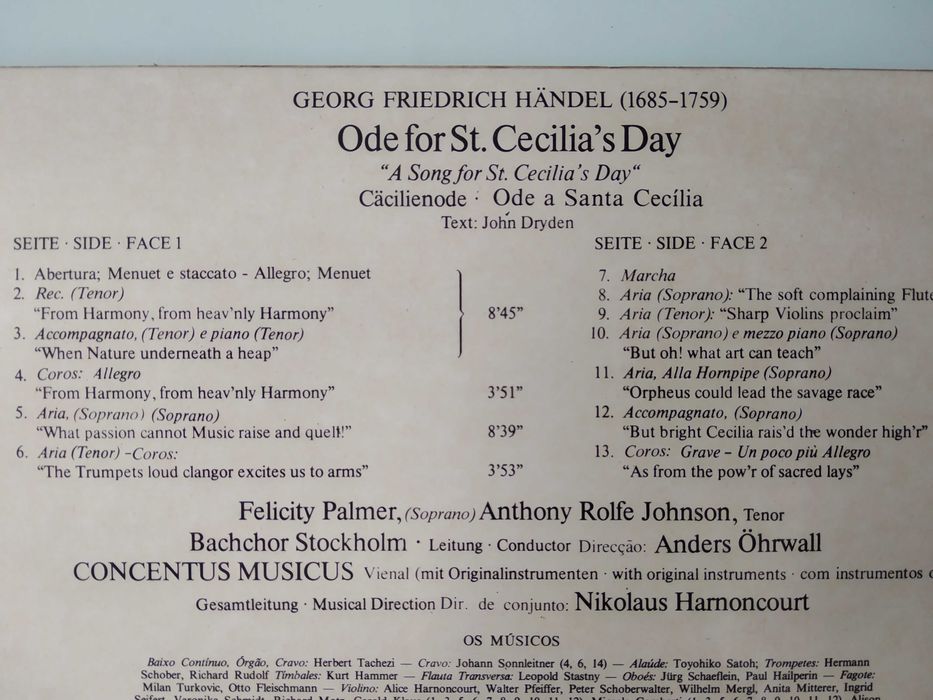 GEORG FRIEDRICH HÄNDEL (1685–1759)
Ode for St. Cecilia's Day
"A Song for St. Cecilia's Day"
Cäcilienode · Ode a Santa Cecília
Text: John Dryden
SEITE · SIDE · FACE 1
1. Abertura; Menuet e staccato - Allegro; Menuet
2. Rec. (Tenor)
"From Harmony, from heav'nly Harmony" 8'45"
3. Accompagnato, (Tenor) e piano (Tenor)
"When Nature underneath a heap"
4. Coros: Allegro
"From Harmony, from heav'nly Harmony" 3'51"
5. Aria, (Soprano) (Soprano)
"What passion cannot Music raise and quell!" 8'39"
6. Aria (Tenor) –Coros:
"The Trumpets loud clangor excites us to arms" 3'53"
SEITE · SIDE · FACE 2
7. Marcha
8. Aria (Soprano): "The soft complaining Flute
9. Aria (Tenor): "Sharp Violins proclaim"
10. Aria (Soprano) e mezzo piano (Soprano)
"But oh! what art can teach"
11. Aria, Alla Hornpipe (Soprano)
"Orpheus could lead the savage race"
12. Accompagnato, (Soprano)
"But bright Cecilia rais'd the wonder high'r"
13. Coros: Grave – Un poco più Allegro
"As from the pow'r of sacred lays"
Felicity Palmer, (Soprano) Anthony Rolfe Johnson, Tenor
Bachchor Stockholm · Leitung · Conductor Direcção: Anders Öhrwall
CONCENTUS MUSICUS Vienal (mit Originalinstrumenten · with original instruments · com instrumentos
Gesamtleitung · Musical Direction Dir. de conjunto: Nikolaus Harnoncourt
OS MÚSICOS
Baixo Contínuo, Órgão, Cravo: Herbert Tachezi — Cravo: Johann Sonnleitner (4, 6, 14) — Alaúde: Toyohiko Satoh; Trompetes: Hermann
Schober, Richard Rudolf Tímbales: Kurt Hammer — Flauta Transversa: Leopold Stastny — Oboés: Jürg Schaeflein, Paul Hailperin — Fagote:
Milan Turkovic, Otto Fleischmann — Violino: Alice Harnoncourt, Walter Pfeiffer, Peter Schoberwalter, Wilhelm Mergl, Anita Mitterer, Ingrid